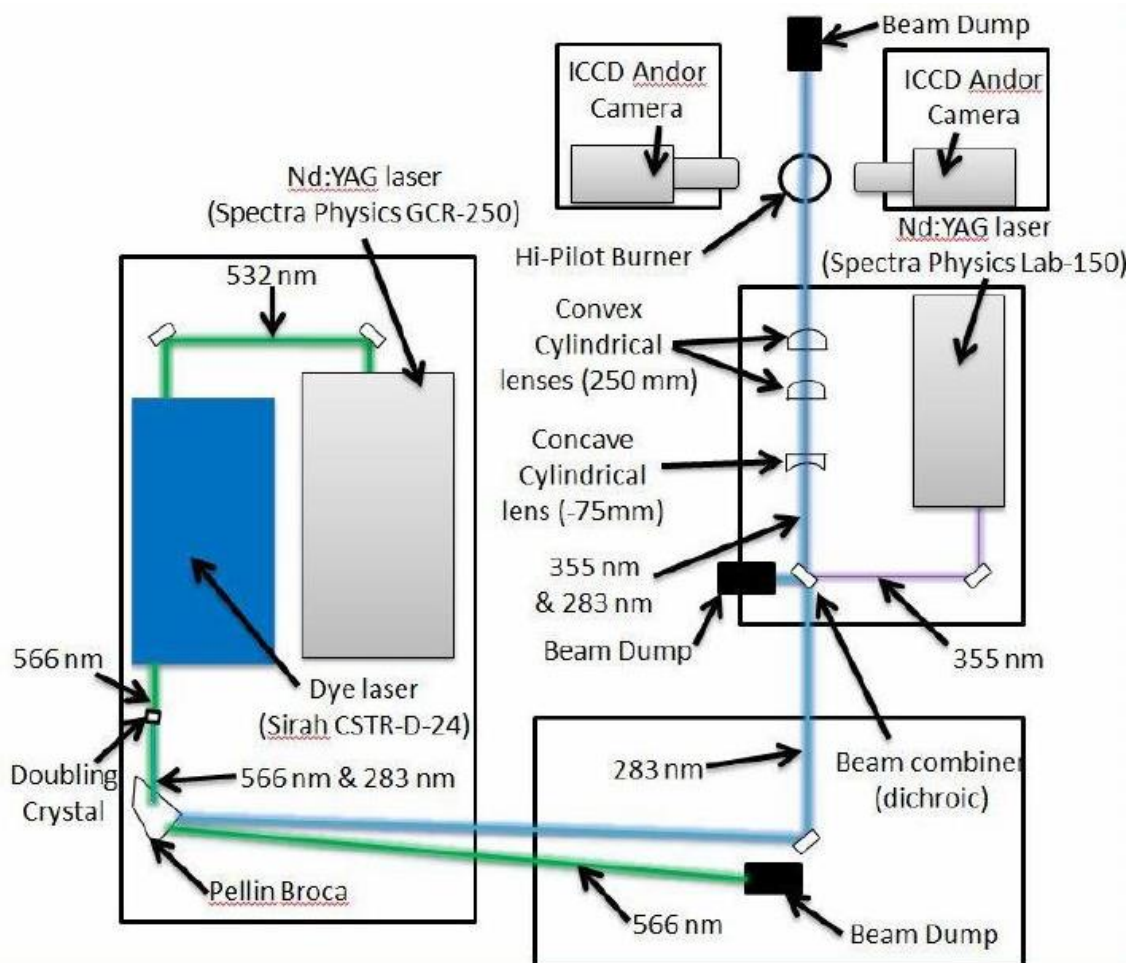 Beam Dump
ICCD Andor
Camera
ICCD Andor
Camera
Nd:YAG laser
(Spectra Physics GCR-250)
Hi-Pilot Burner
Nd:YAG laser
(Spectra Physics Lab-150)
532 nm
Convex
Cylindrical
lenses (250 mm)
Concave
Cylindrical
lens (-75mm)
355 nm
& 283 nm
Beam Dump
355 nm
566 nm
Dye laser
(Sirah CSTR-D-24)
Doubling
Crystal
566 nm & 283 nm
283 nm
Beam combiner
(dichroic)
Pellin Broca
566 nm
Beam Dump